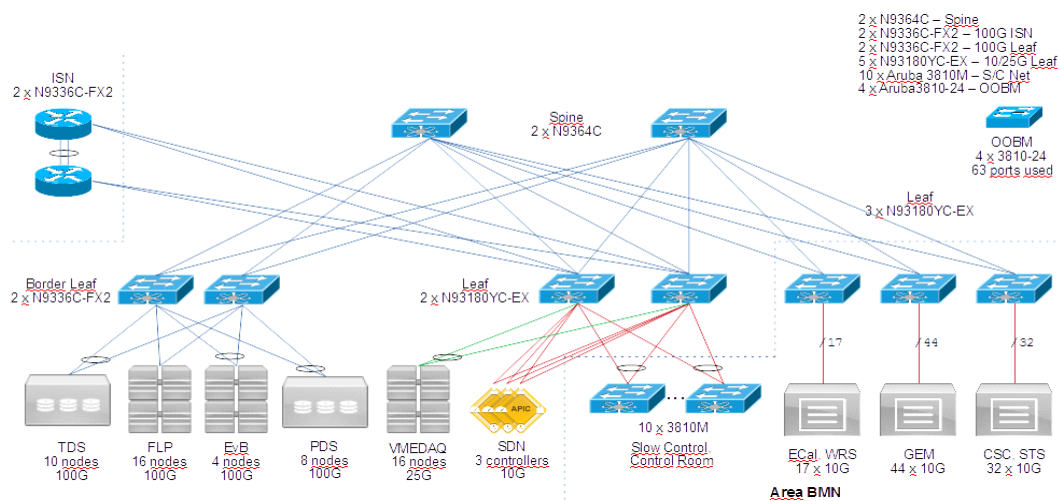 2 x N9364C – Spine
2 x N9336C-FX2 – 100G ISN
2 x N9336C-FX2 – 100G Leaf
5 x N93180YC-EX – 10/25G Leaf
10 x Aruba 3810M – S/C Net
4 x Aruba3810-24 – OOBM
ISN
2 x N9336C-FX2
Spine
2 x N9364C
OOBM
4 x 3810-24
63 ports used
Leaf
3 x N93180YC-EX
Border Leaf
2 x N9336C-FX2
Leaf
2 x N93180YC-EX
/17
/44
/32
APIC
...
10 x 3810M
TDS
10 nodes
100G
FLP
16 nodes
100G
EvB
4 nodes
100G
PDS
8 nodes
100G
VMEDAQ
16 nodes
25G
SDN
3 controllers
10G
Slow Control,
Control Room
ECal, WRS
17 x 10G
GEM
44 x 10G
CSC, STS
32 x 10G
Area BMN